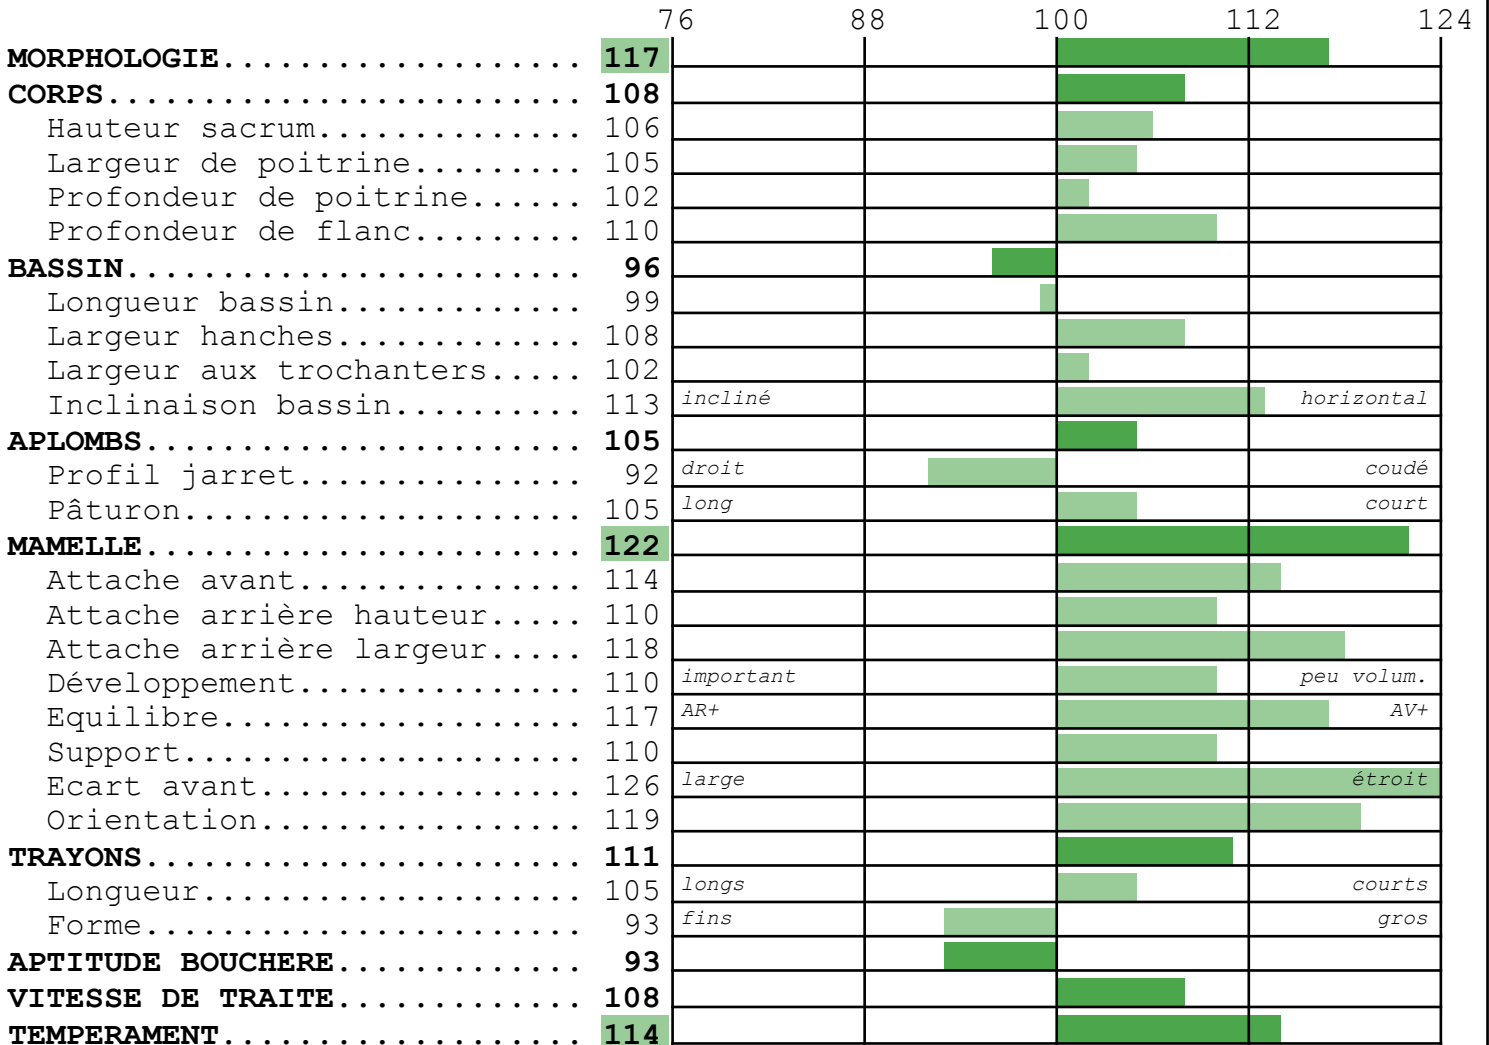 76 88 100 112 124
MORPHOLOGIE................... 117
CORPS......................... 108
Hauteur sacrum.............. 106
Largeur de poitrine......... 105
Profondeur de poitrine...... 102
Profondeur de flanc......... 110
BASSIN........................ 96
Longueur bassin............. 99
Largeur hanches............. 108
Largeur aux trochanters..... 102
Inclinaison bassin.......... 113 incliné horizontal
APLOMBS....................... 105
Profil jarret............... 92 droit coudé
Pâturon..................... 105 long court
MAMELLE....................... 122
Attache avant............... 114
Attache arrière hauteur..... 110
Attache arrière largeur..... 118
Développement............... 110 important peu volum.
Equilibre................... 117 AR+ AV+
Support..................... 110
Ecart avant................. 126 large étroit
Orientation................. 119
TRAYONS....................... 111
Longueur.................... 105 longs courts
Forme....................... 93 fins gros
APTITUDE BOUCHERE............. 93
VITESSE DE TRAITE............. 108
TEMPERAMENT................... 114